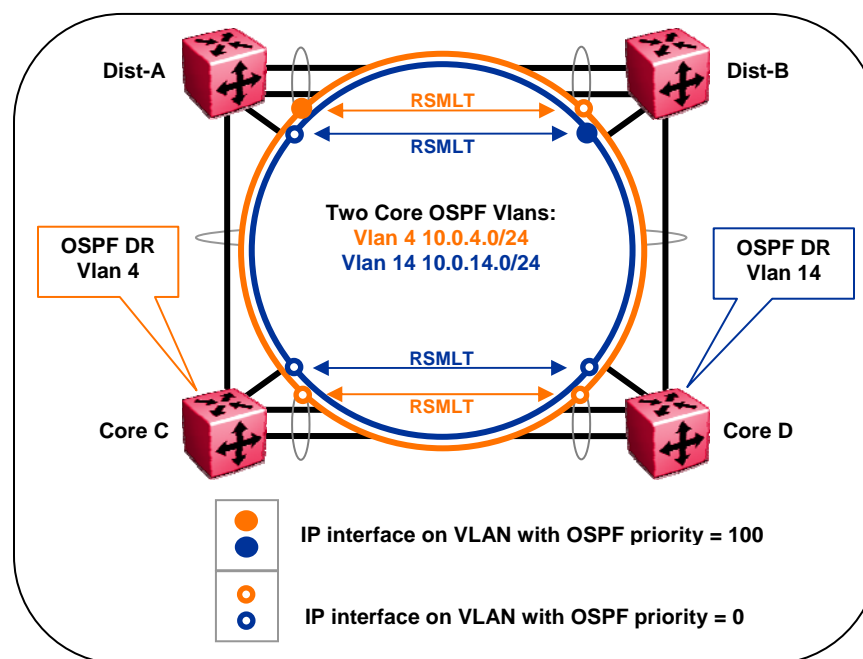 Dist-A
Dist-B
RSMLT
RSMLT
Two Core OSPF Vlans:
Vlan 4 10.0.4.0/24
Vlan 14 10.0.14.0/24
OSPF DR
Vlan 4
OSPF DR
Vlan 14
RSMLT
RSMLT
Core C
Core D
IP interface on VLAN with OSPF priority = 100
IP interface on VLAN with OSPF priority = 0